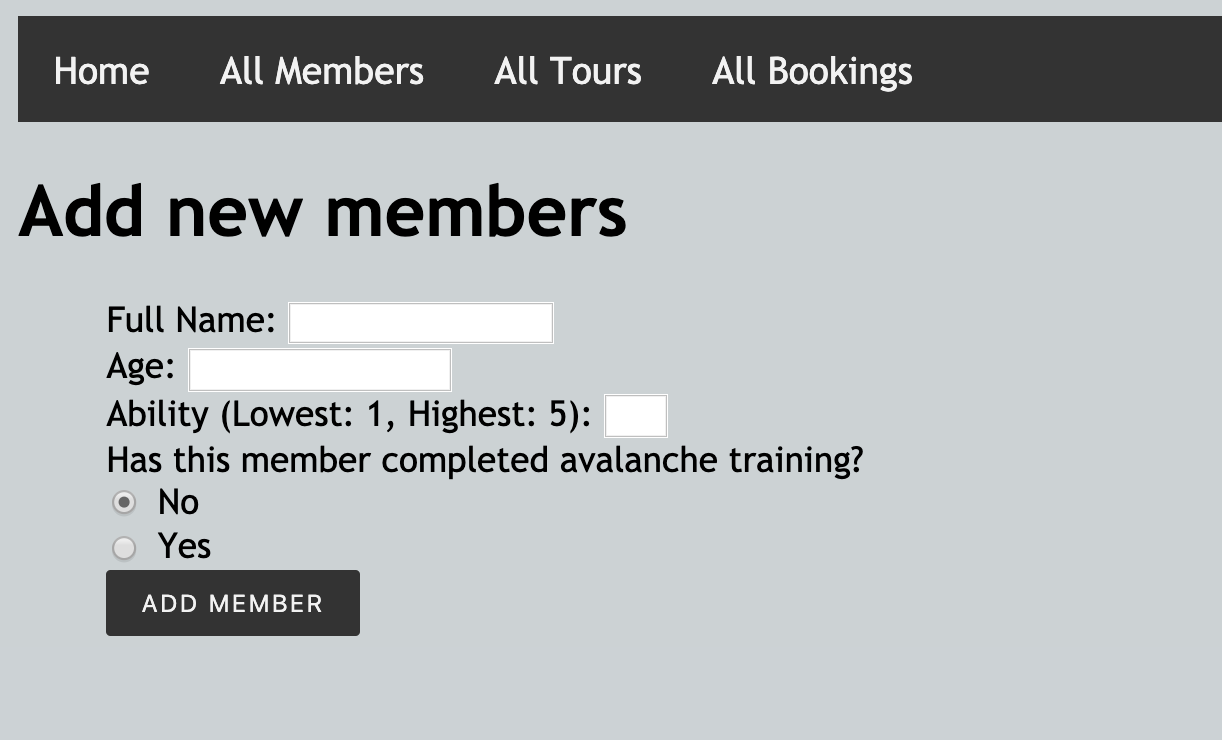 Home All Members All Tours All Bookings
Add new members
Full Name:
Age:
Ability (Lowest: 1, Highest: 5):
Has this member completed avalanche training?
No
Yes
ADD MEMBER